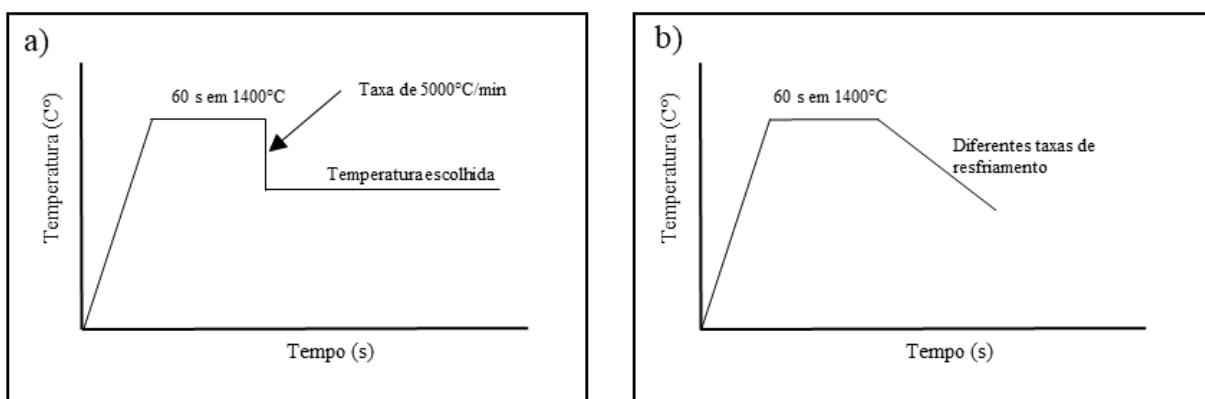 a)
60 s em 1400°C
Taxa de 5000°C/min
Temperatura escolhida
Temperatura (C°)
Tempo (s)
b)
60 s em 1400°C
Diferentes taxas de
resfriamento
Temperatura (C°)
Tempo (s)